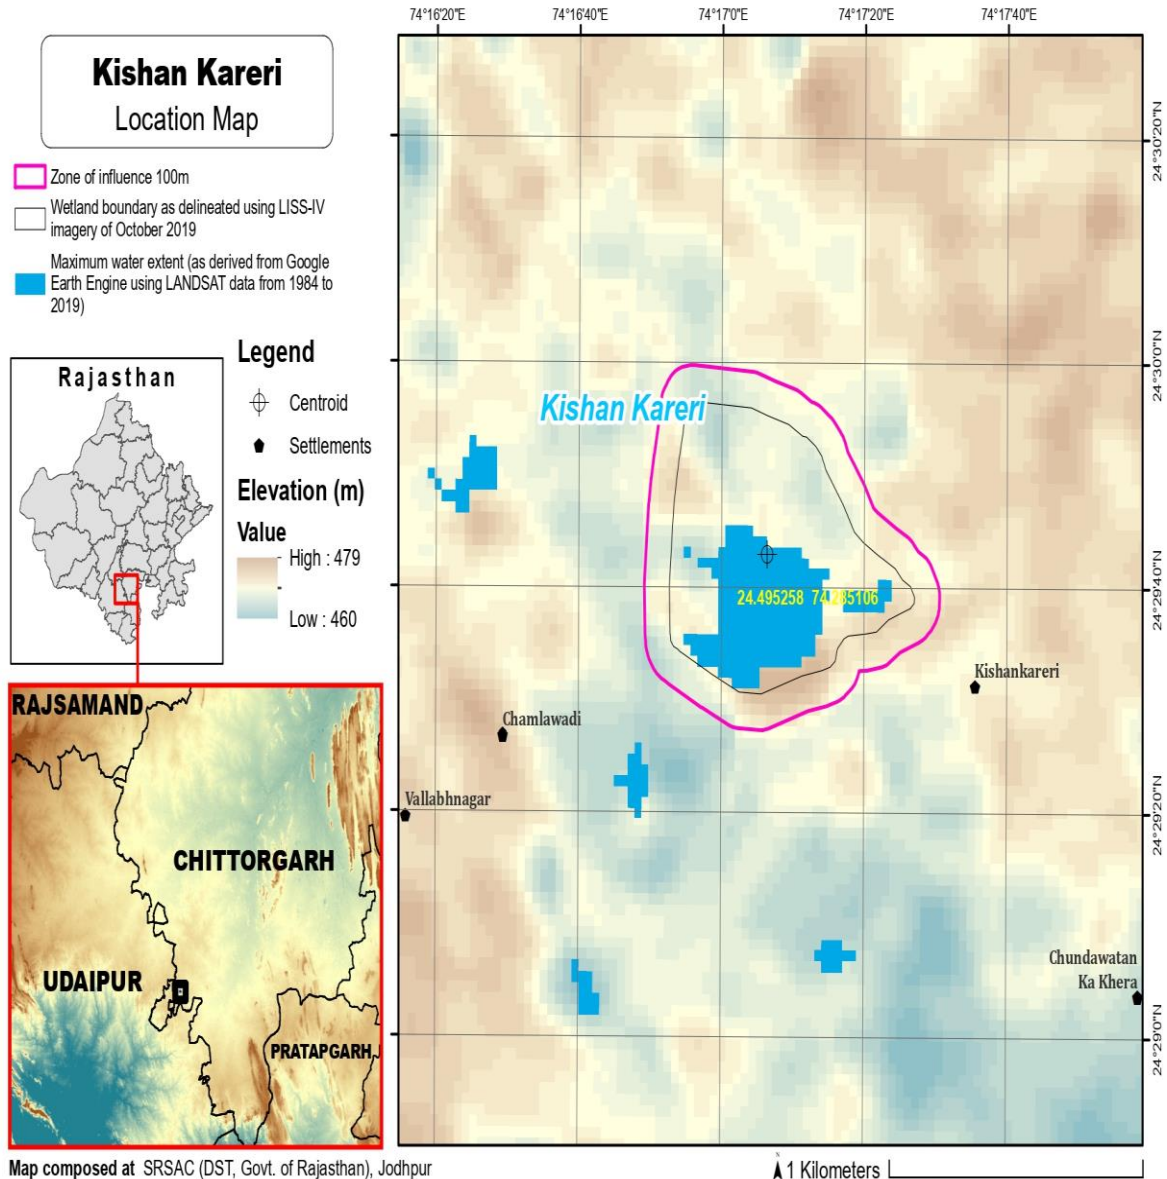 Kishan Kareri
Location Map
Zone of influence 100m
Wetland boundary as delineated using LISS-IV
imagery of October 2019
Maximum water extent (as derived from Google
Earth Engine using LANDSAT data from 1984 to
2019)
Legend
Centroid
Settlements
Elevation (m)
Value
High : 479
Low : 460
Rajasthan
RAJSAMAND
CHITTORGARH
UDAIPUR
PRATAPGARH
74°16'20"E 74°16'40"E 74°17'0"E 74°17'20"E 74°17'40"E
24°30'20"N
24°30'0"N
24°29'40"N
24°29'20"N
24°29'0"N
Kishan Kareri
24.495258 74.285106
Kishankareri
Chamlawadi
Vallabhnagar
Chundawatan
Ka Khera
Map composed at SRSAC (DST, Govt. of Rajasthan), Jodhpur
N
1 Kilometers